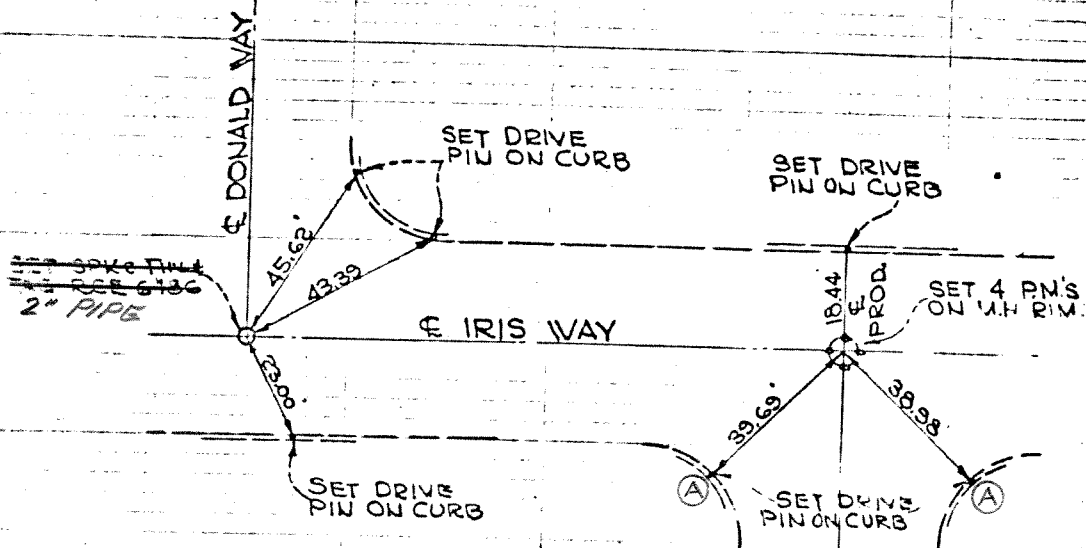 ℄ DONALD WAY
SET DRIVE
PIN ON CURB
SET DRIVE
PIN ON CURB
45.62'
43.39
RCE 6736
2" PIPE
℄ IRIS WAY
18.44
℄
PROD.
SET 4 P.M.'S
ON M.H RIM.
23.00'
39.69'
38.98
SET DRIVE
PIN ON CURB
A
SET DRIVE
PIN ON CURB
A